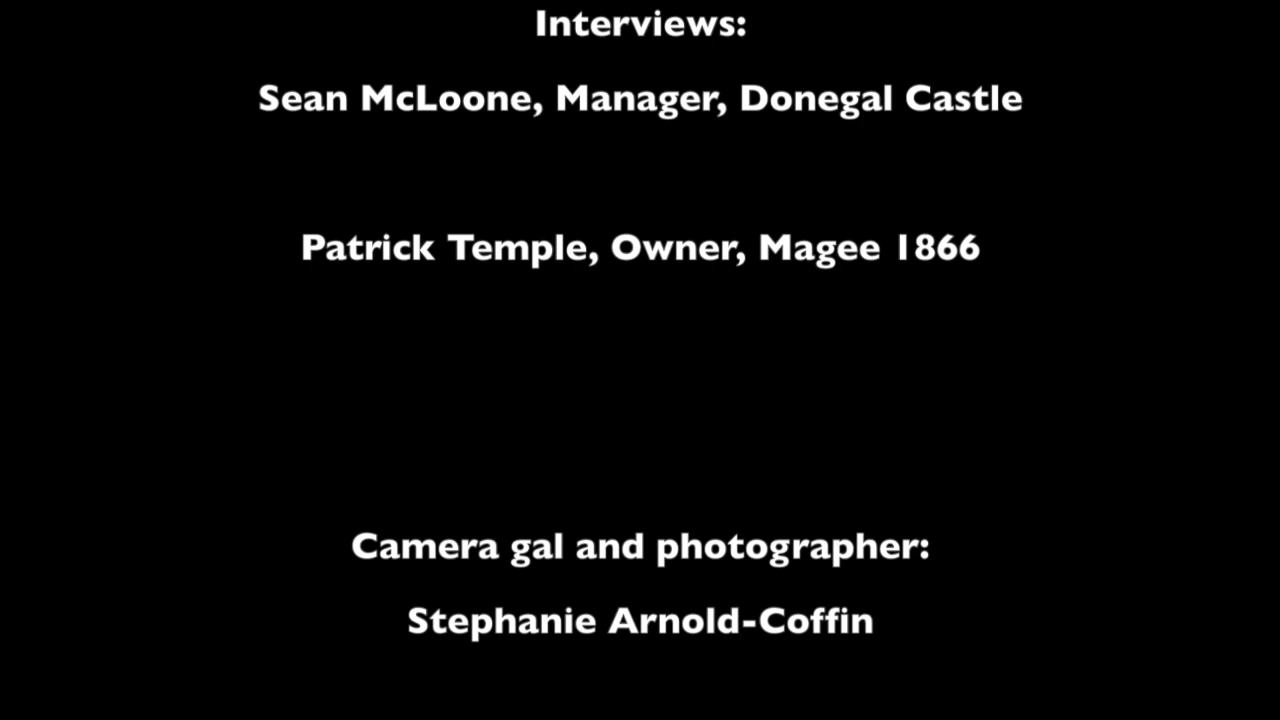 Interviews:
Sean McLoone, Manager, Donegal Castle
Patrick Temple, Owner, Magee 1866
Camera gal and photographer:
Stephanie Arnold-Coffin